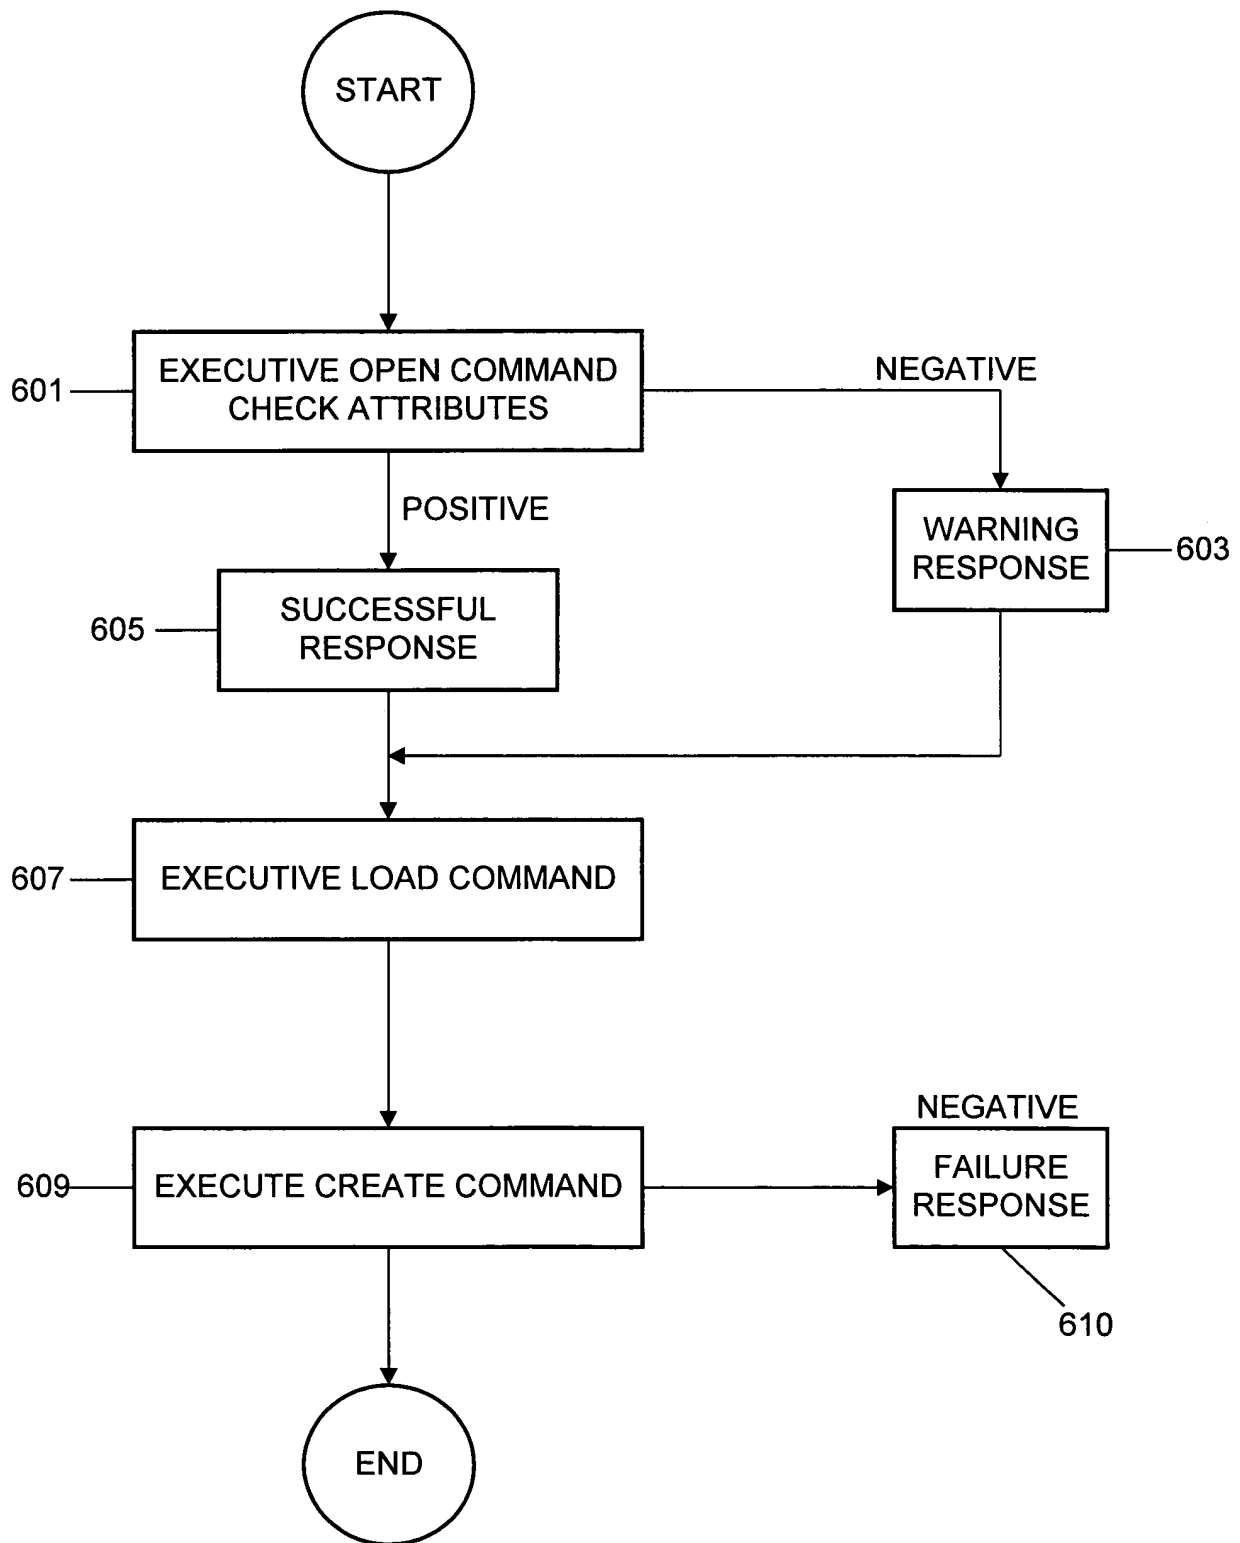 START
601
EXECUTIVE OPEN COMMAND
CHECK ATTRIBUTES
NEGATIVE
POSITIVE
WARNING
RESPONSE
603
605
SUCCESSFUL
RESPONSE
607
EXECUTIVE LOAD COMMAND
NEGATIVE
609
EXECUTE CREATE COMMAND
FAILURE
RESPONSE
610
END